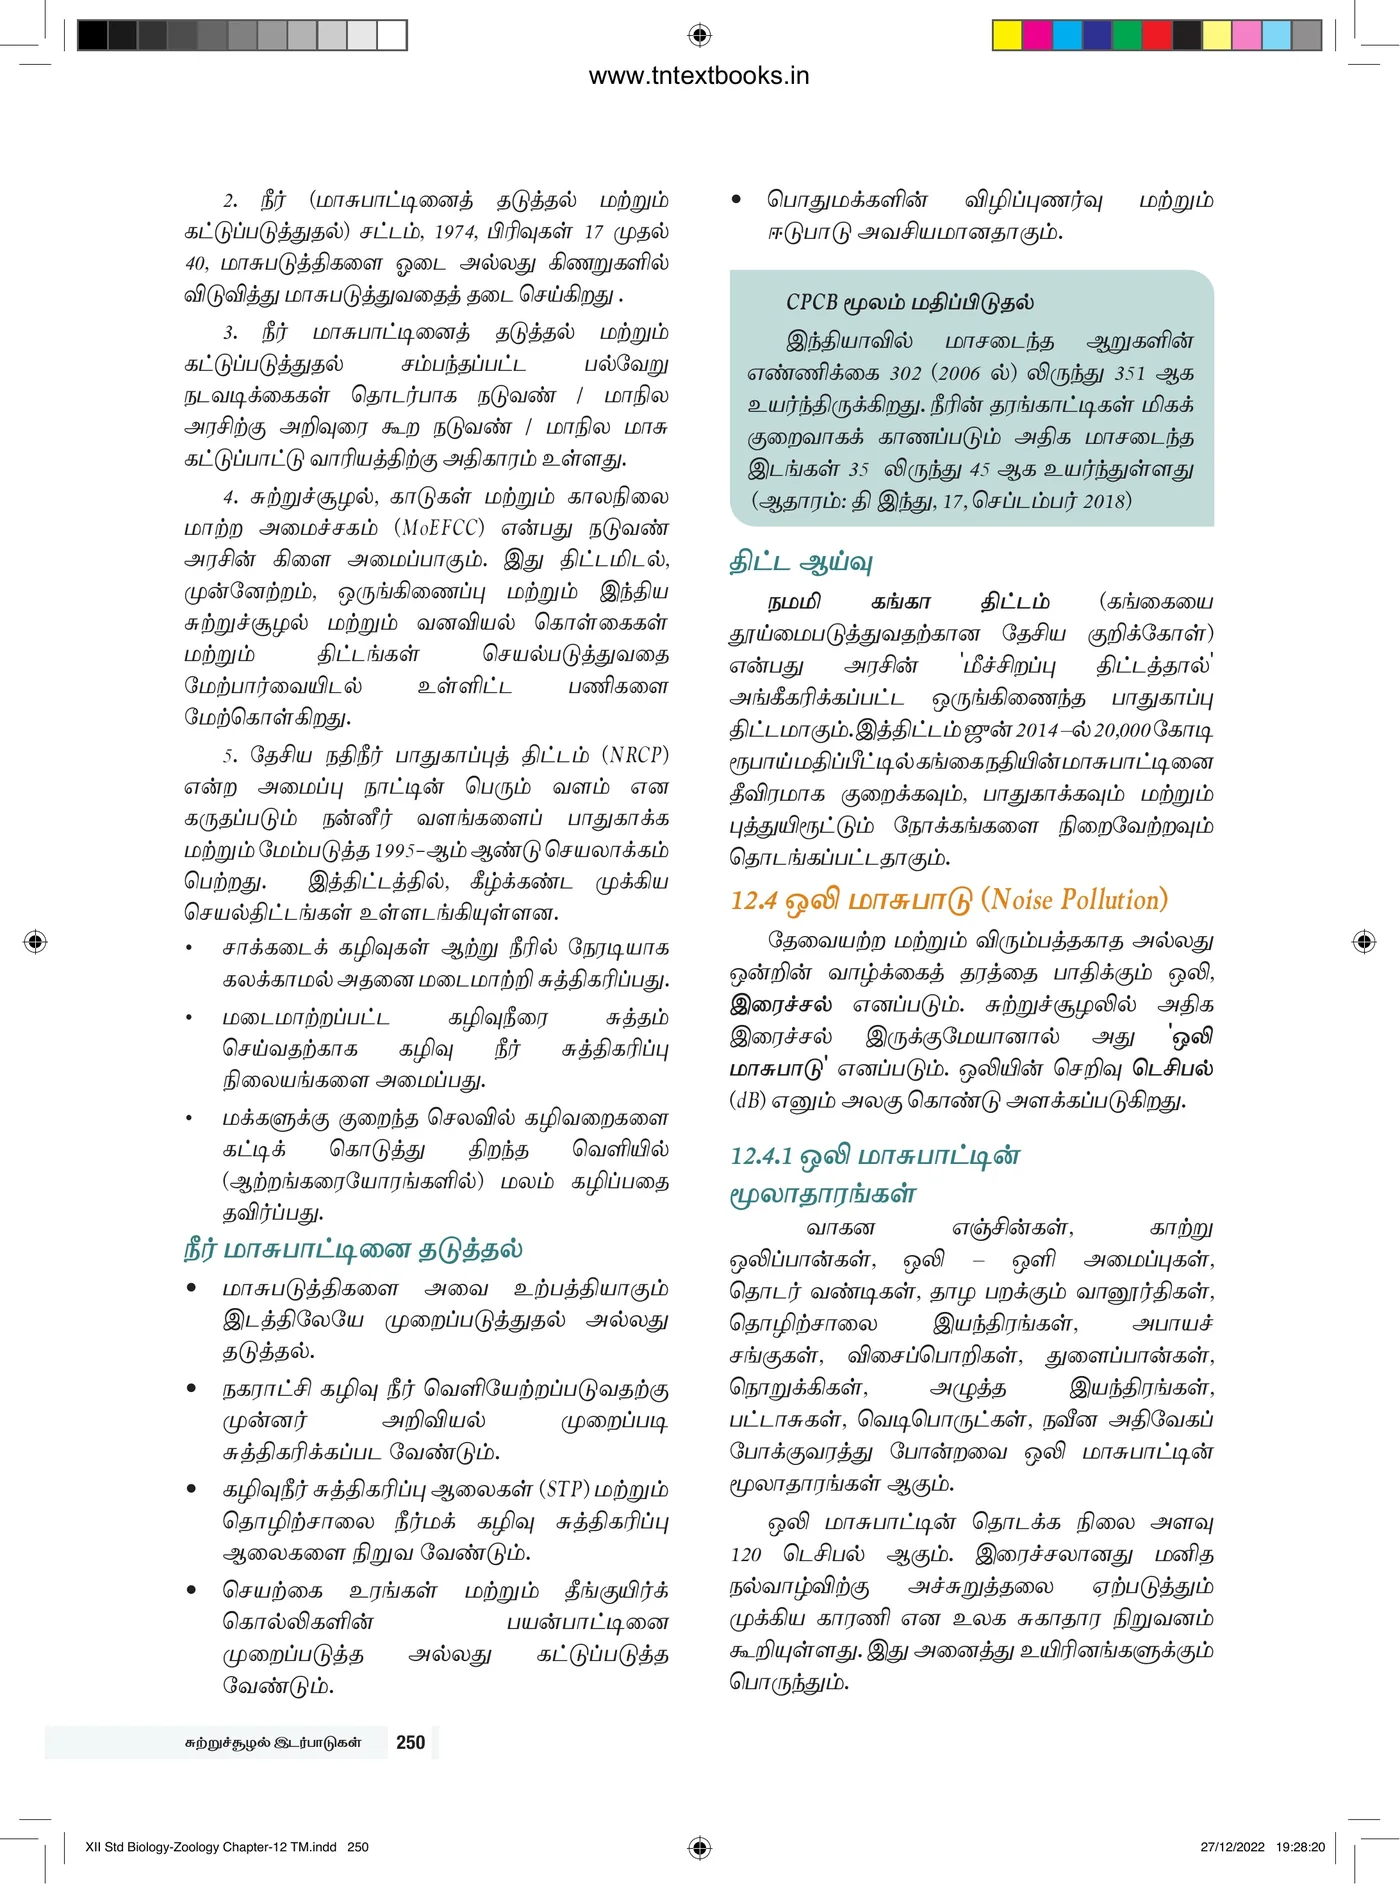 www.tntextbooks.in
2. நீர் (மாசுபாட்டினைத் தடுத்தல் மற்றும்
கட்டுப்படுத்துதல்) சட்டம், 1974, பிரிவுகள் 17 முதல்
40, மாசுபடுத்திகளை ஓடை அல்லது கிணறுகளில்
விடுவித்து மாசுபடுத்துவதைத் தடை செய்கிறது .
3. நீர் மாசுபாட்டினைத் தடுத்தல் மற்றும்
கட்டுப்படுத்துதல் சம்பந்தப்பட்ட பல்வேறு
நடவடிக்கைகள் தொடர்பாக நடுவண் / மாநில
அரசிற்கு அறிவுரை கூற நடுவண் / மாநில மாசு
கட்டுப்பாட்டு வாரியத்திற்கு அதிகாரம் உள்ளது.
4. சுற்றுச்சூழல், காடுகள் மற்றும் காலநிலை
மாற்ற அமைச்சகம் (MoEFCC) என்பது நடுவண்
அரசின் கிளை அமைப்பாகும். இது திட்டமிடல்,
முன்னேற்றம், ஒருங்கிணைப்பு மற்றும் இந்திய
சுற்றுச்சூழல் மற்றும் வனவியல் கொள்கைகள்
மற்றும் திட்டங்கள் செயல்படுத்துவதை
மேற்பார்வையிடல் உள்ளிட்ட பணிகளை
மேற்கொள்கிறது.
5. தேசிய நதிநீர் பாதுகாப்புத் திட்டம் (NRCP)
என்ற அமைப்பு நாட்டின் பெரும் வளம் என
கருதப்படும் நன்னீர் வளங்களைப் பாதுகாக்க
மற்றும் மேம்படுத்த 1995-ஆம் ஆண்டு செயலாக்கம்
பெற்றது. இத்திட்டத்தில், கீழ்க்கண்ட முக்கிய
செயல்திட்டங்கள் உள்ளடங்கியுள்ளன.
• சாக்கடைக் கழிவுகள் ஆற்று நீரில் நேரடியாக
கலக்காமல் அதனை மடைமாற்றி சுத்திகரிப்பது.
• மடைமாற்றப்பட்ட கழிவுநீரை சுத்தம்
செய்வதற்காக கழிவு நீர் சுத்திகரிப்பு
நிலையங்களை அமைப்பது.
• மக்களுக்கு குறைந்த செலவில் கழிவறைகளை
கட்டிக் கொடுத்து திறந்த வெளியில்
(ஆற்றங்கரையோரங்களில்) மலம் கழிப்பதை
தவிர்ப்பது.
நீர் மாசுபாட்டினை தடுத்தல்
• மாசுபடுத்திகளை அவை உற்பத்தியாகும்
இடத்திலேயே முறைப்படுத்துதல் அல்லது
தடுத்தல்.
• நகராட்சி கழிவு நீர் வெளியேற்றப்படுவதற்கு
முன்னர் அறிவியல் முறைப்படி
சுத்திகரிக்கப்பட வேண்டும்.
• கழிவுநீர் சுத்திகரிப்பு ஆலைகள் (STP) மற்றும்
தொழிற்சாலை நீர்மக் கழிவு சுத்திகரிப்பு
ஆலைகளை நிறுவ வேண்டும்.
• செயற்கை உரங்கள் மற்றும் தீங்குயிர்க்
கொல்லிகளின் பயன்பாட்டினை
முறைப்படுத்த அல்லது கட்டுப்படுத்த
வேண்டும்.
• பொதுமக்களின் விழிப்புணர்வு மற்றும்
ஈடுபாடு அவசியமானதாகும்.
CPCB மூலம் மதிப்பிடுதல்
இந்தியாவில் மாசடைந்த ஆறுகளின்
எண்ணிக்கை 302 (2006 ல்) லிருந்து 351 ஆக
உயர்ந்திருக்கிறது. நீரின் தரங்காட்டிகள் மிகக்
குறைவாகக் காணப்படும் அதிக மாசடைந்த
இடங்கள் 35 லிருந்து 45 ஆக உயர்ந்துள்ளது
(ஆதாரம்: தி இந்து, 17, செப்டம்பர் 2018)
திட்ட ஆய்வு
நமமி கங்கா திட்டம் (கங்கையை
தூய்மைபடுத்துவதற்கான தேசிய குறிக்கோள்)
என்பது அரசின் 'மீச்சிறப்பு திட்டத்தால்'
அங்கீகரிக்கப்பட்ட ஒருங்கிணைந்த பாதுகாப்பு
திட்டமாகும். இத்திட்டம் ஜுன் 2014 –ல் 20,000 கோடி
ரூபாய் மதிப்பீட்டில் கங்கை நதியின் மாசுபாட்டினை
தீவிரமாக குறைக்கவும், பாதுகாக்கவும் மற்றும்
புத்துயிரூட்டும் நோக்கங்களை நிறைவேற்றவும்
தொடங்கப்பட்டதாகும்.
12.4 ஒலி மாசுபாடு (Noise Pollution)
தேவையற்ற மற்றும் விரும்பத்தகாத அல்லது
ஒன்றின் வாழ்க்கைத் தரத்தை பாதிக்கும் ஒலி,
இரைச்சல் எனப்படும். சுற்றுச்சூழலில் அதிக
இரைச்சல் இருக்குமேயானால் அது 'ஒலி
மாசுபாடு' எனப்படும். ஒலியின் செறிவு டெசிபல்
(dB) எனும் அலகு கொண்டு அளக்கப்படுகிறது.
12.4.1 ஒலி மாசுபாட்டின்
மூலாதாரங்கள்
வாகன எஞ்சின்கள், காற்று
ஒலிப்பான்கள், ஒலி – ஒளி அமைப்புகள்,
தொடர் வண்டிகள், தாழ பறக்கும் வானூர்திகள்,
தொழிற்சாலை இயந்திரங்கள், அபாயச்
சங்குகள், விசைப்பொறிகள், துளைப்பான்கள்,
நொறுக்கிகள், அழுத்த இயந்திரங்கள்,
பட்டாசுகள், வெடிபொருட்கள், நவீன அதிவேகப்
போக்குவரத்து போன்றவை ஒலி மாசுபாட்டின்
மூலாதாரங்கள் ஆகும்.
ஒலி மாசுபாட்டின் தொடக்க நிலை அளவு
120 டெசிபல் ஆகும். இரைச்சலானது மனித
நல்வாழ்விற்கு அச்சுறுத்தலை ஏற்படுத்தும்
முக்கிய காரணி என உலக சுகாதார நிறுவனம்
கூறியுள்ளது. இது அனைத்து உயிரினங்களுக்கும்
பொருந்தும்.
சுற்றுச்சூழல் இடர்பாடுகள் 250
XII Std Biology-Zoology Chapter-12 TM.indd 250
27/12/2022 19:28:20